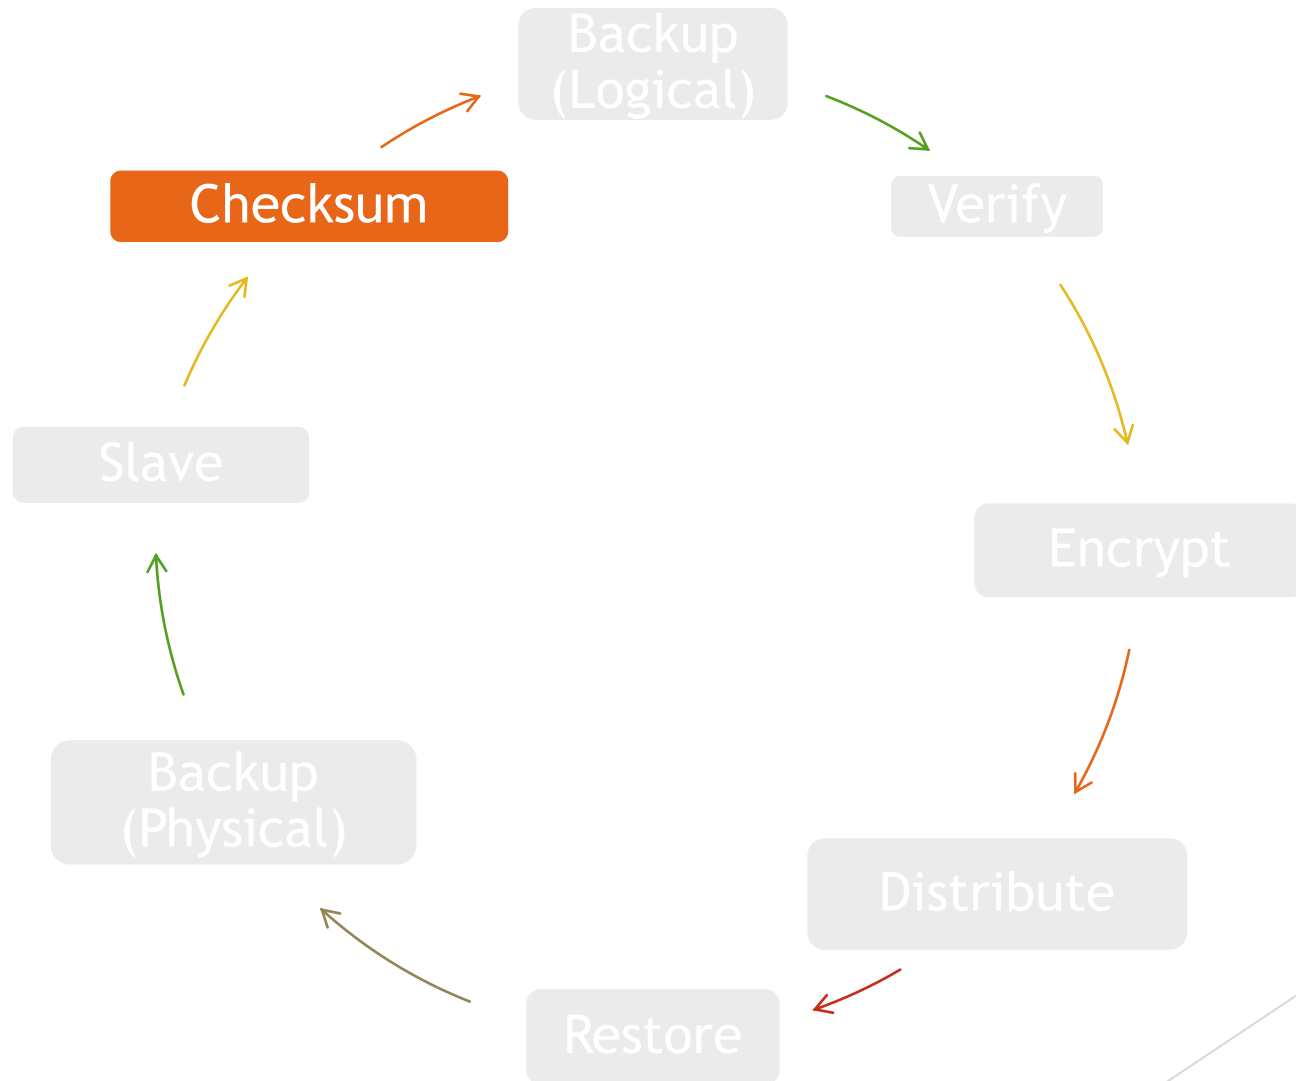 Backup
(Logical)
Checksum
Verify
Slave
Encrypt
Backup
(Physical)
Distribute
Restore